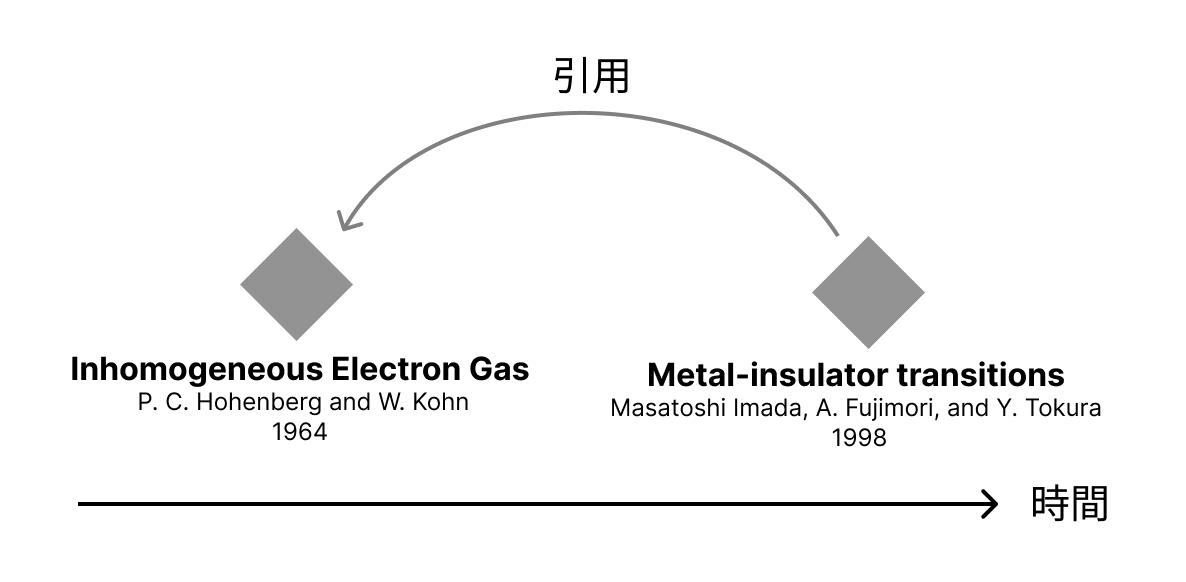 引用
Inhomogeneous Electron Gas
P. C. Hohenberg and W. Kohn
1964
Metal-insulator transitions
Masatoshi Imada, A. Fujimori, and Y. Tokura
1998
時間